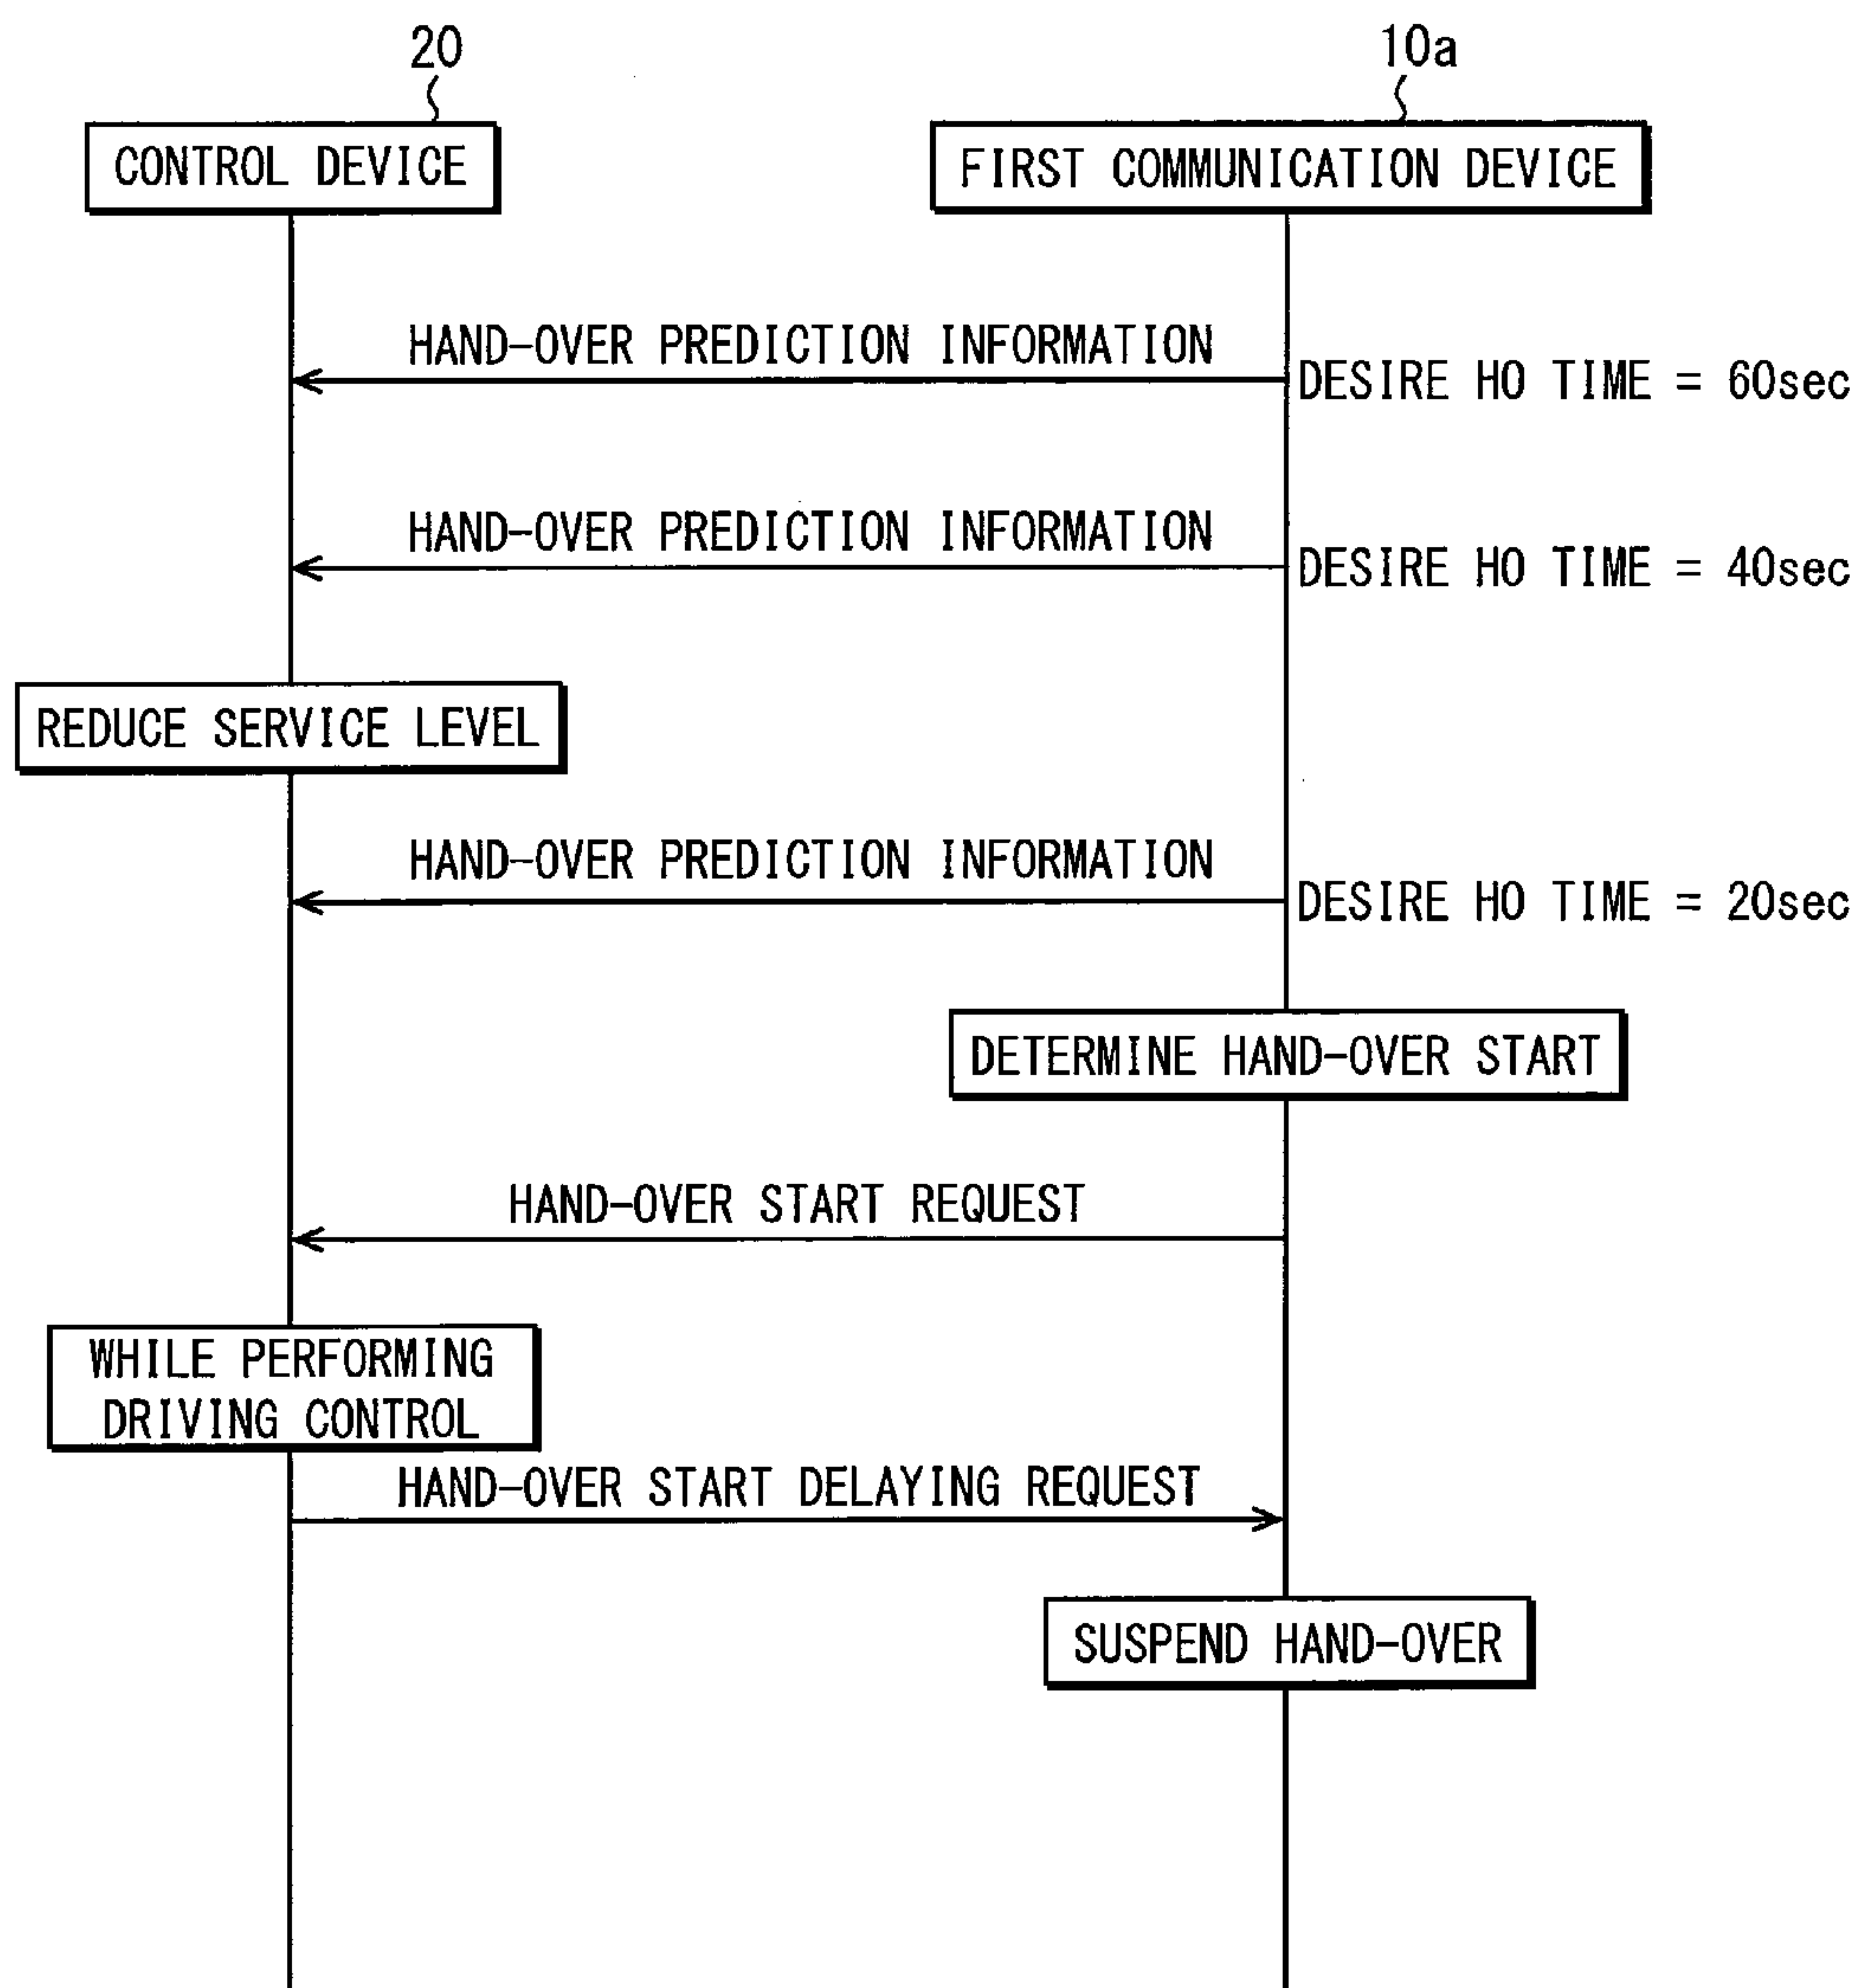 20
10a
CONTROL DEVICE
FIRST COMMUNICATION DEVICE
HAND-OVER PREDICTION INFORMATION
DESIRE HO TIME = 60sec
HAND-OVER PREDICTION INFORMATION
DESIRE HO TIME = 40sec
REDUCE SERVICE LEVEL
HAND-OVER PREDICTION INFORMATION
DESIRE HO TIME = 20sec
DETERMINE HAND-OVER START
HAND-OVER START REQUEST
WHILE PERFORMING
DRIVING CONTROL
HAND-OVER START DELAYING REQUEST
SUSPEND HAND-OVER